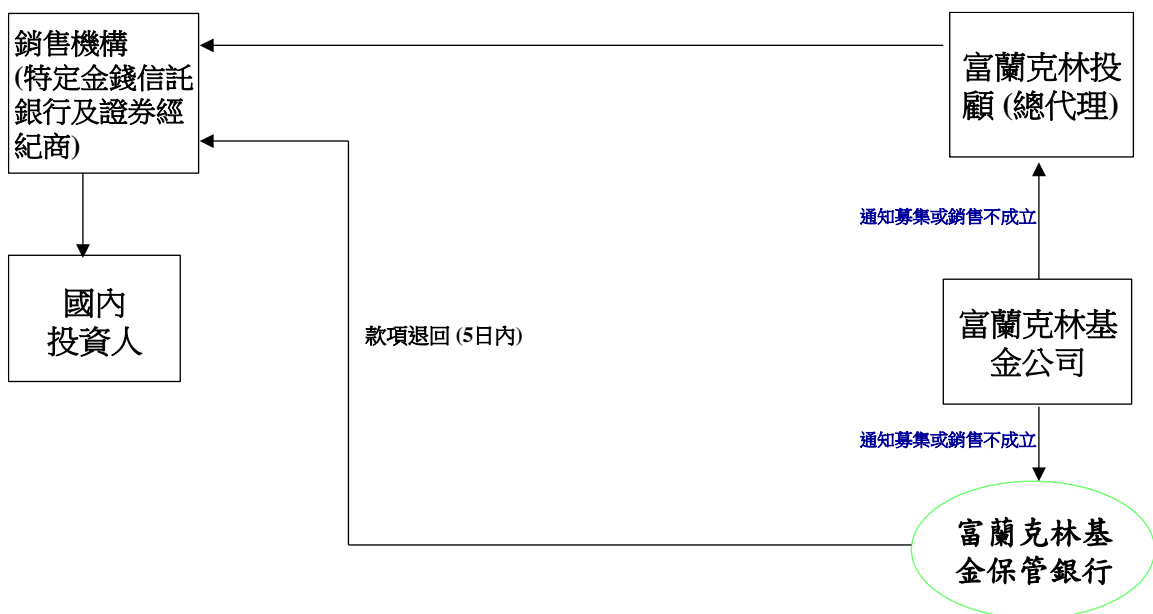 銷售機構
(特定金錢信託
銀行及證券經
紀商)
富蘭克林投
顧 (總代理)
通知募集或銷售不成立
國內
投資人
款項退回 (5日內)
富蘭克林基
金公司
通知募集或銷售不成立
富蘭克林基
金保管銀行